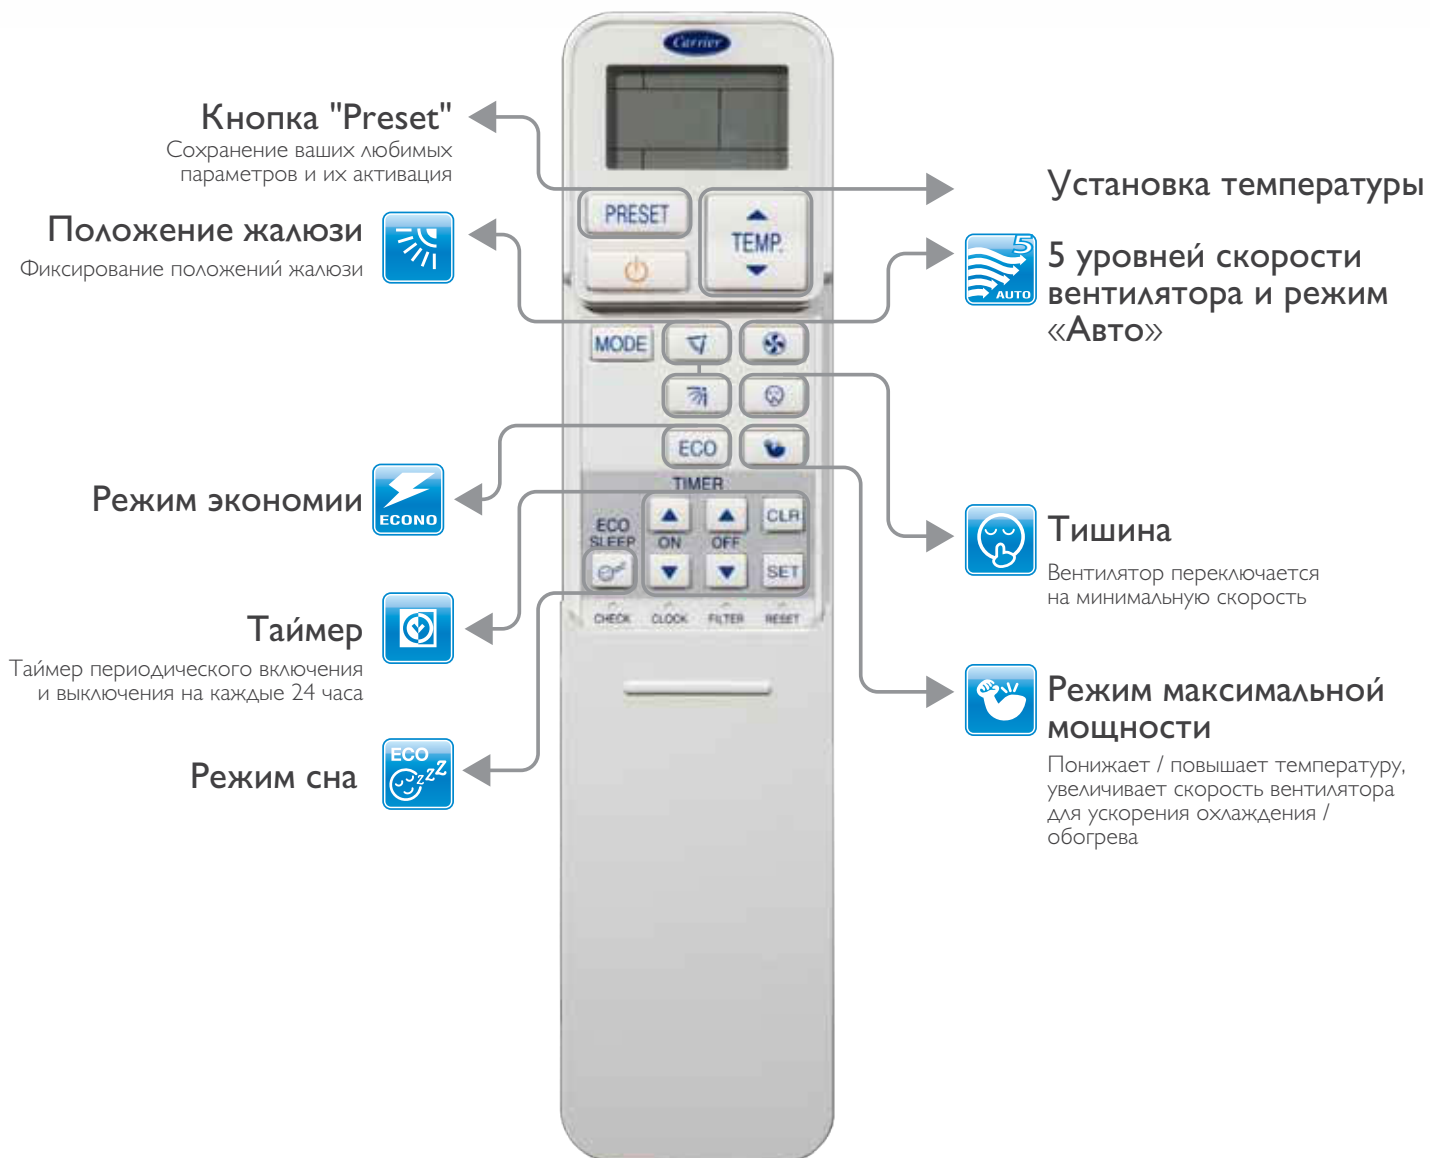 Carrier
Кнопка "Preset"
Сохранение ваших любимых
параметров и их активация
Положение жалюзи
Фиксирование положений жалюзи
Режим экономии
ECONO
Таймер
Таймер периодического включения
и выключения на каждые 24 часа
Режим сна
ECO
zzz
PRESET
TEMP.
MODE
ECO
TIMER
ECO
SLEEP
ON
OFF
CLR
SET
CHECK
CLOCK
FILTER
RESET
Установка температуры
5
AUTO
5 уровней скорости
вентилятора и режим
«Авто»
Тишина
Вентилятор переключается
на минимальную скорость
Режим максимальной
мощности
Понижает / повышает температуру,
увеличивает скорость вентилятора
для ускорения охлаждения /
обогрева